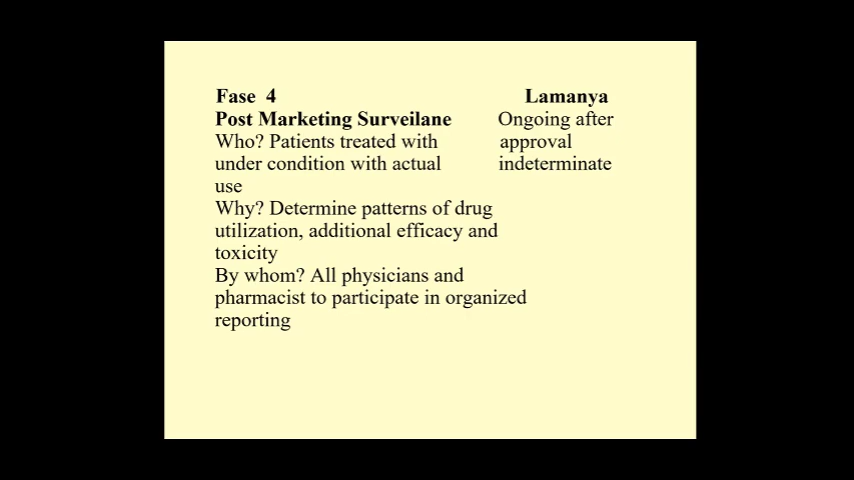 Fase 4 Lamanya
Post Marketing Surveilane Ongoing after
Who? Patients treated with approval
under condition with actual indeterminate
use
Why? Determine patterns of drug
utilization, additional efficacy and
toxicity
By whom? All physicians and
pharmacist to participate in organized
reporting